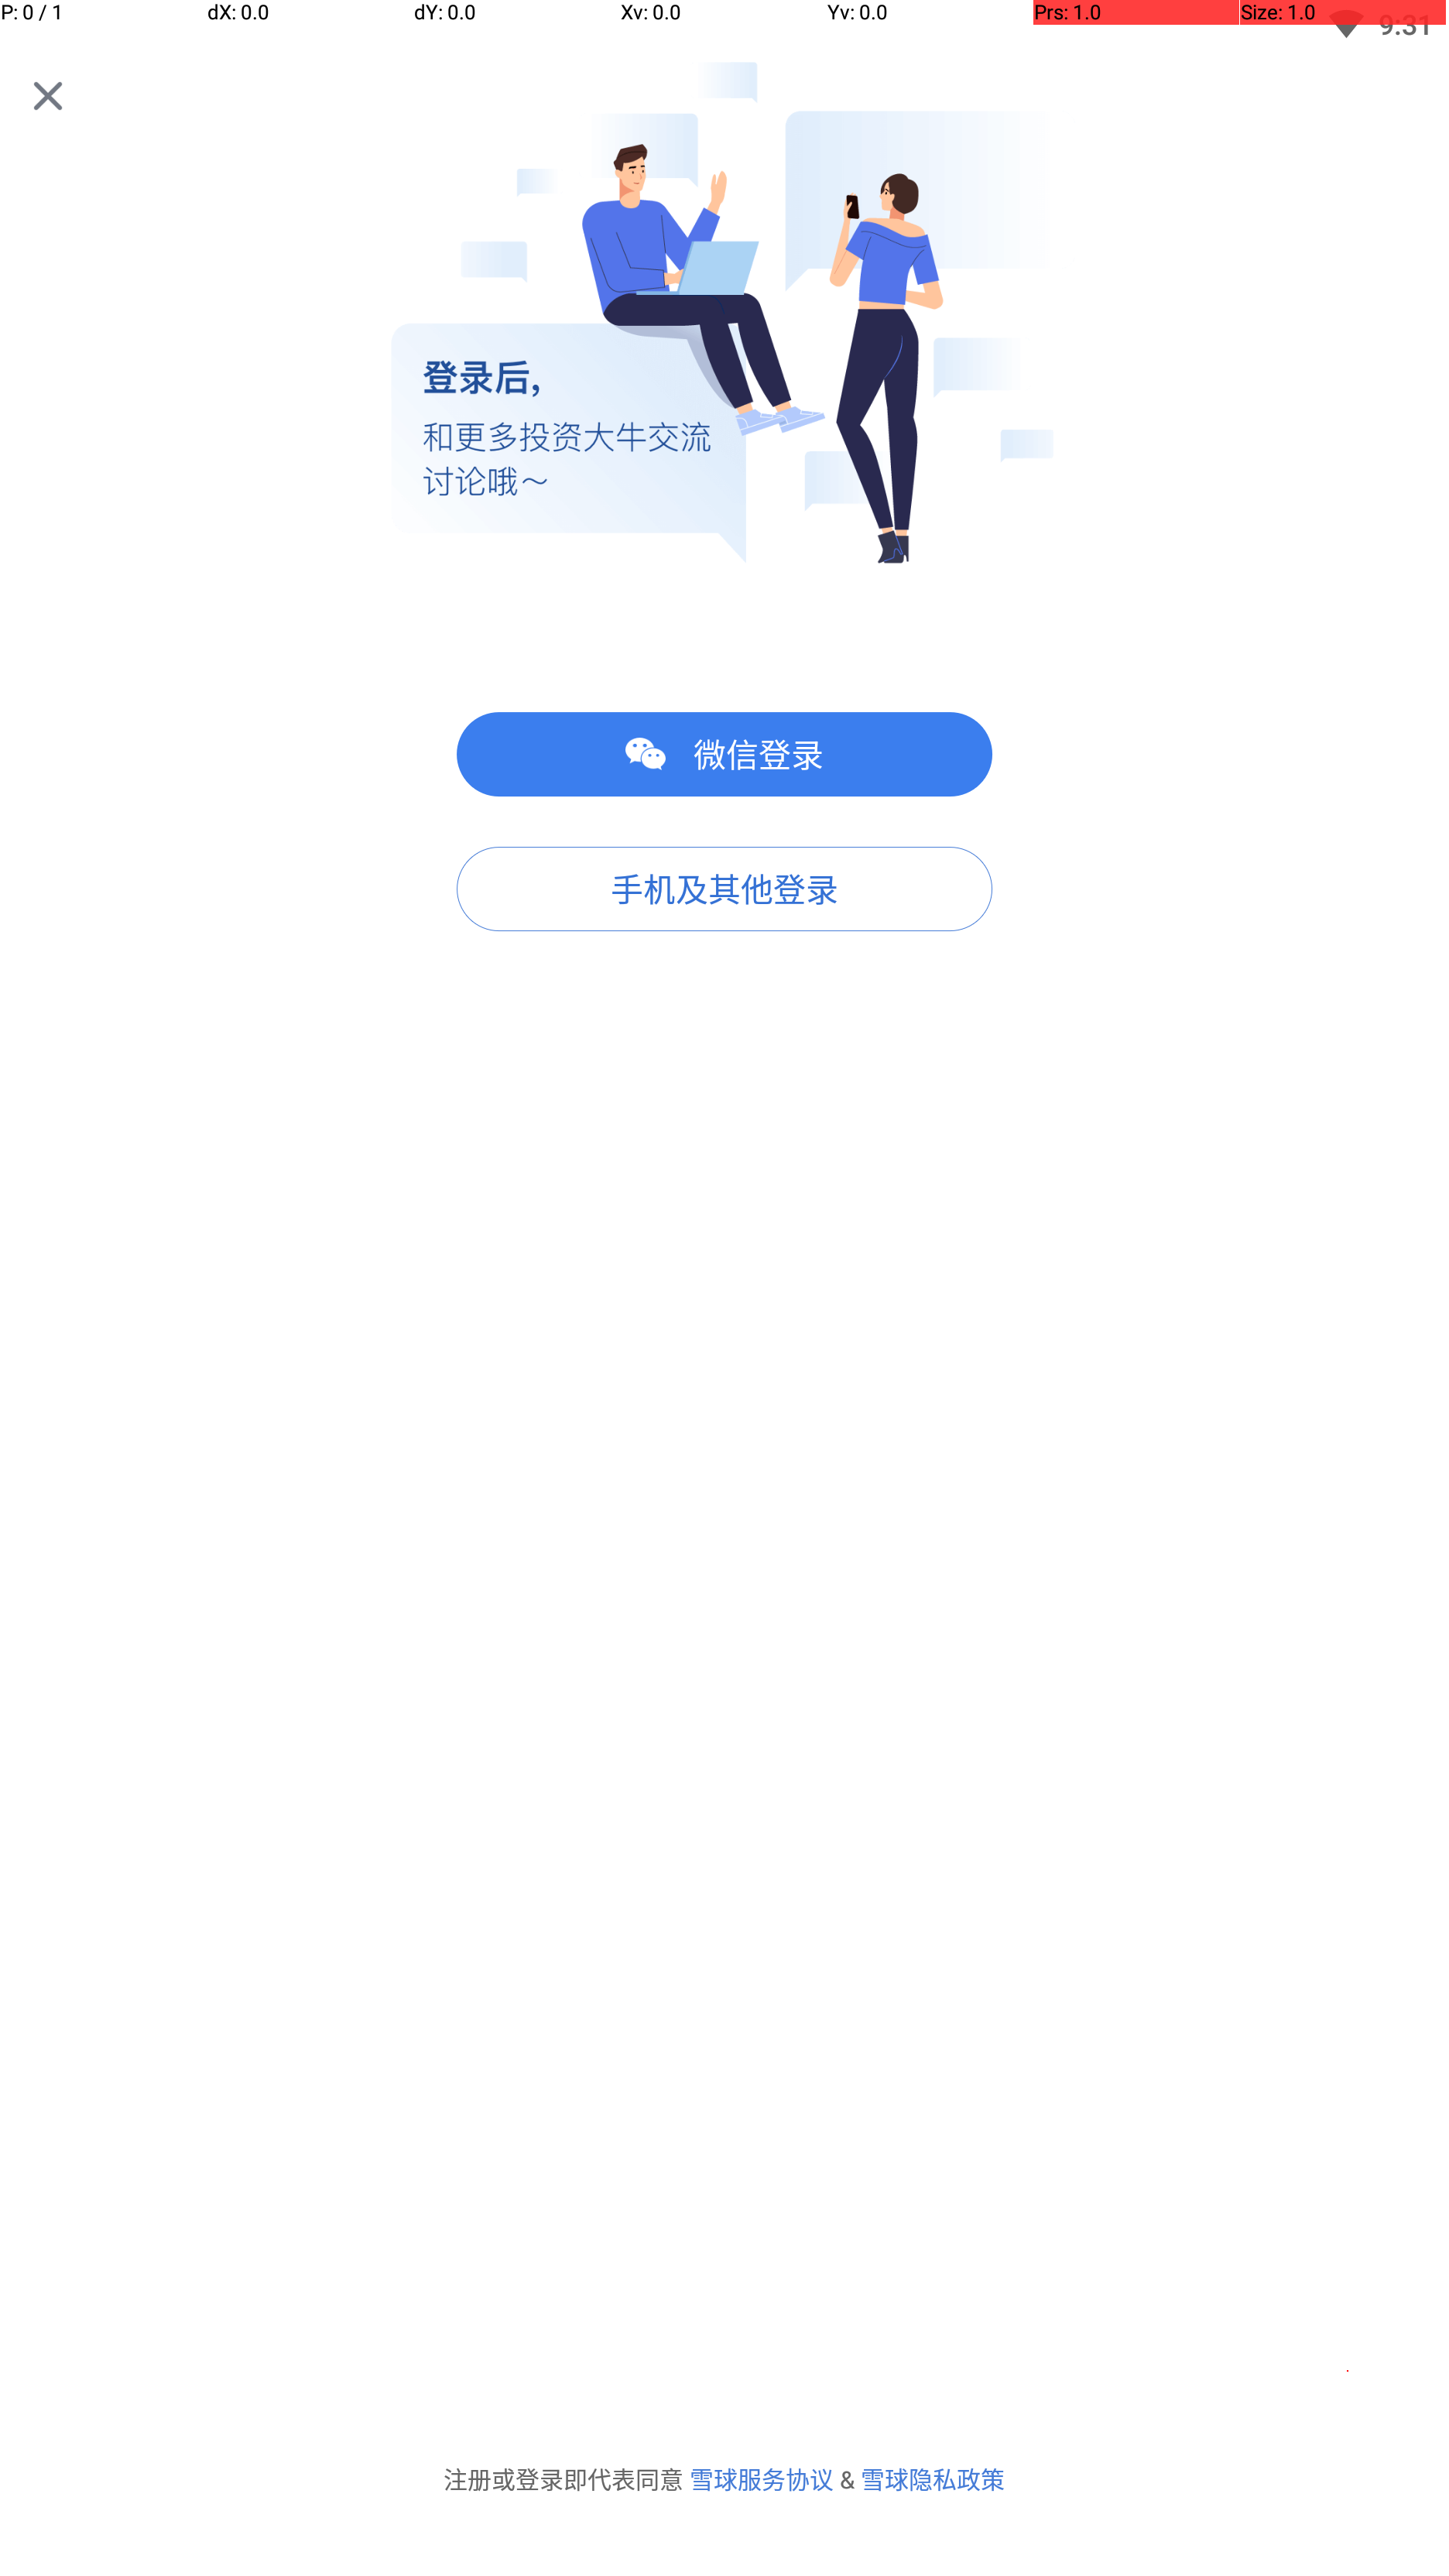 P: 0 / 1 dX: 0.0 dY: 0.0 Xv: 0.0 Yv: 0.0 Prs: 1.0 Size: 1.0
9:31
登录后,
和更多投资大牛交流
讨论哦～
微信登录
手机及其他登录
注册或登录即代表同意 雪球服务协议 & 雪球隐私政策